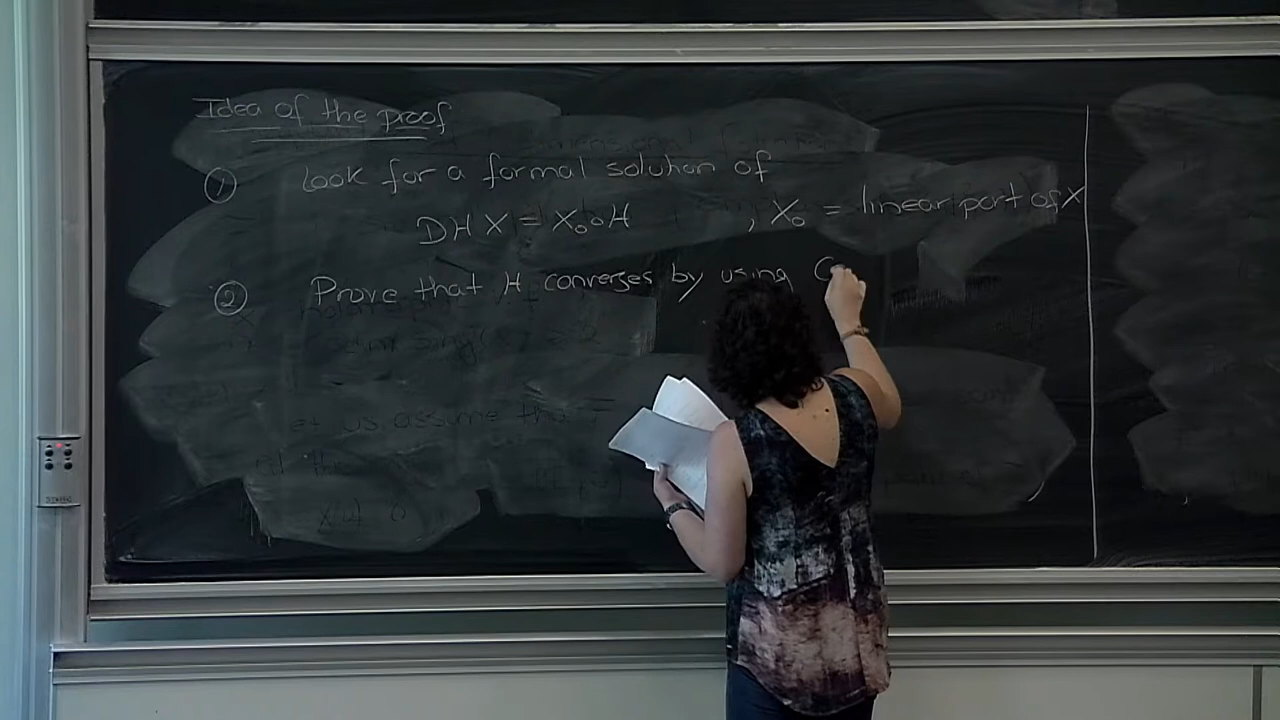 Idea of the proof
① Look for a formal solution of
DH X = X₀∘H , X₀ = linear part of X
② Prove that H converges by using C